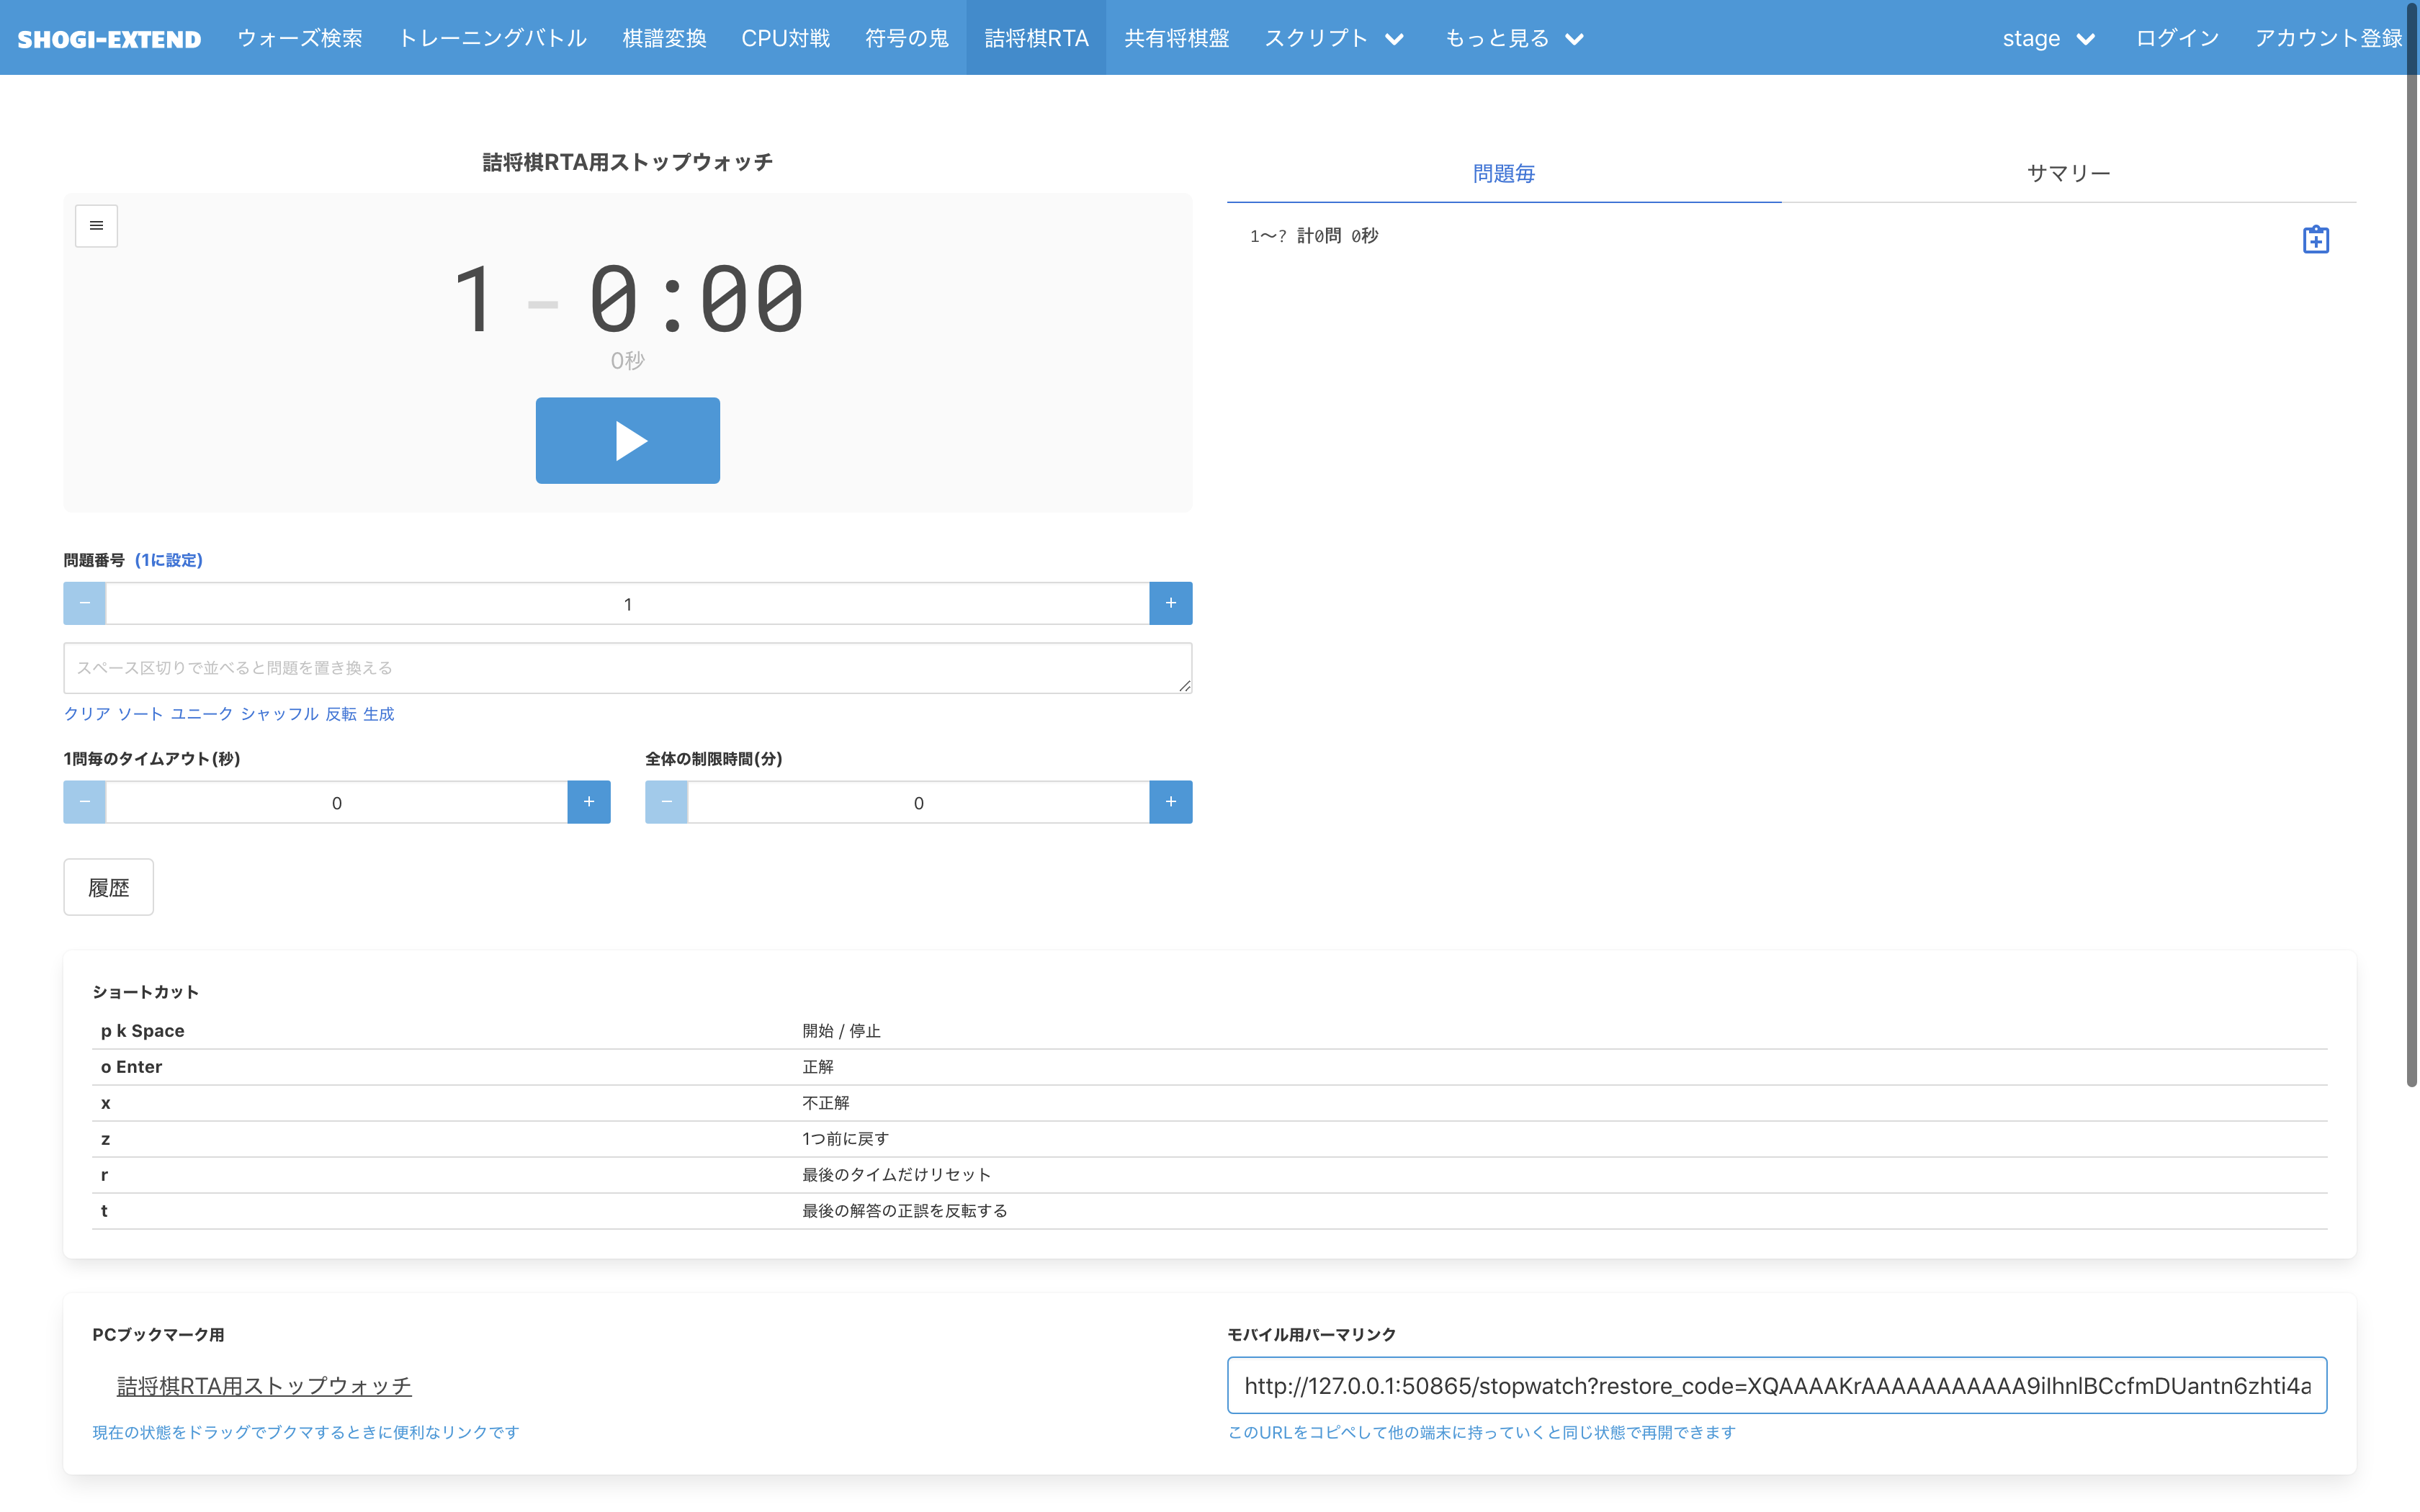 SHOGI-EXTEND ウォーズ検索 トレーニングバトル 棋譜変換 CPU対戦 符号の鬼 詰将棋RTA 共有将棋盤 スクリプト もっと見る stage ログイン アカウント登録
詰将棋RTA用ストップウォッチ
1 - 0:00
0秒
問題番号 (1に設定)
1
スペース区切りで並べると問題を置き換える
クリア ソート ユニーク シャッフル 反転 生成
1問毎のタイムアウト(秒)
0
全体の制限時間(分)
0
履歴
問題毎 サマリー
1〜? 計0問 0秒
ショートカット
p k Space 開始 / 停止
o Enter 正解
x 不正解
z 1つ前に戻す
r 最後のタイムだけリセット
t 最後の解答の正誤を反転する
PCブックマーク用
詰将棋RTA用ストップウォッチ
現在の状態をドラッグでブクマするときに便利なリンクです
モバイル用パーマリンク
http://127.0.0.1:50865/stopwatch?restore_code=XQAAAAKrAAAAAAAAAAA9iIhnlBCcfmDUantn6zhti4a
このURLをコピペして他の端末に持っていくと同じ状態で再開できます